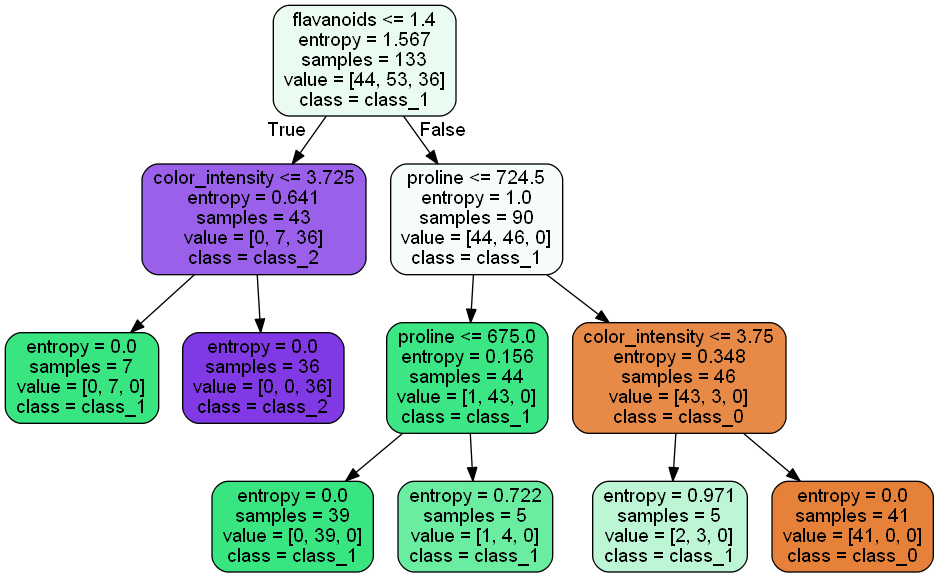 flavanoids <= 1.4
entropy = 1.567
samples = 133
value = [44, 53, 36]
class = class_1
True
False
color_intensity <= 3.725
entropy = 0.641
samples = 43
value = [0, 7, 36]
class = class_2
proline <= 724.5
entropy = 1.0
samples = 90
value = [44, 46, 0]
class = class_1
entropy = 0.0
samples = 7
value = [0, 7, 0]
class = class_1
entropy = 0.0
samples = 36
value = [0, 0, 36]
class = class_2
proline <= 675.0
entropy = 0.156
samples = 44
value = [1, 43, 0]
class = class_1
color_intensity <= 3.75
entropy = 0.348
samples = 46
value = [43, 3, 0]
class = class_0
entropy = 0.0
samples = 39
value = [0, 39, 0]
class = class_1
entropy = 0.722
samples = 5
value = [1, 4, 0]
class = class_1
entropy = 0.971
samples = 5
value = [2, 3, 0]
class = class_1
entropy = 0.0
samples = 41
value = [41, 0, 0]
class = class_0